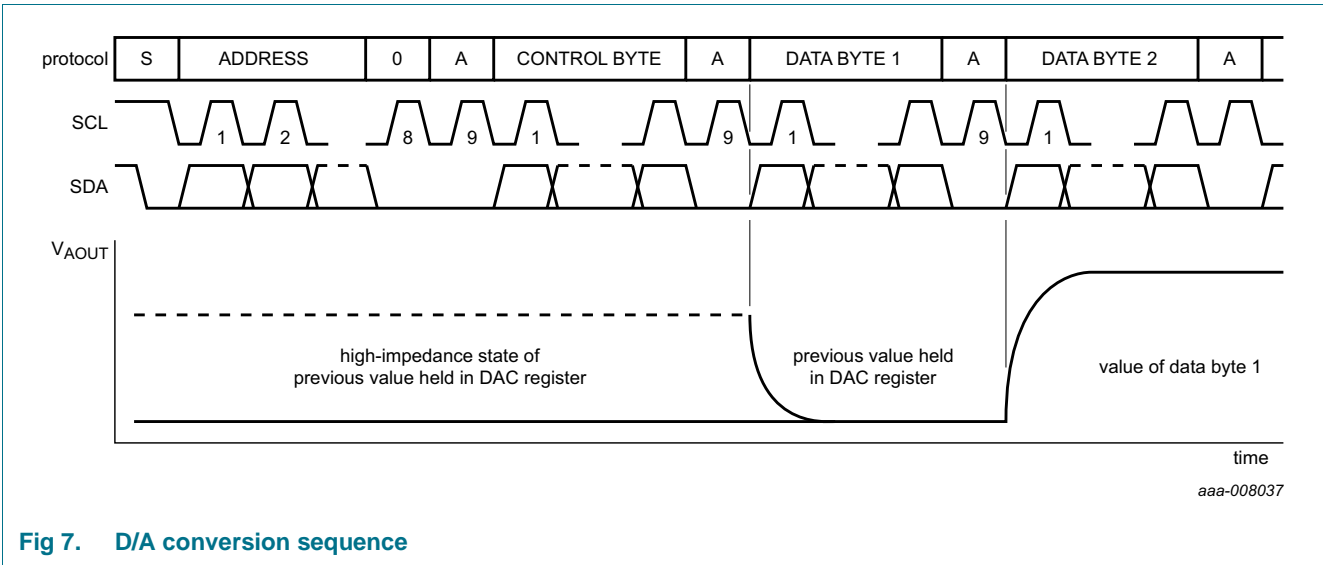 protocol S ADDRESS 0 A CONTROL BYTE A DATA BYTE 1 A DATA BYTE 2 A
SCL 1 2 8 9 1 9 1 9 1
SDA
VAOUT
high-impedance state of
previous value held in DAC register
previous value held
in DAC register
value of data byte 1
time
aaa-008037
Fig 7. D/A conversion sequence